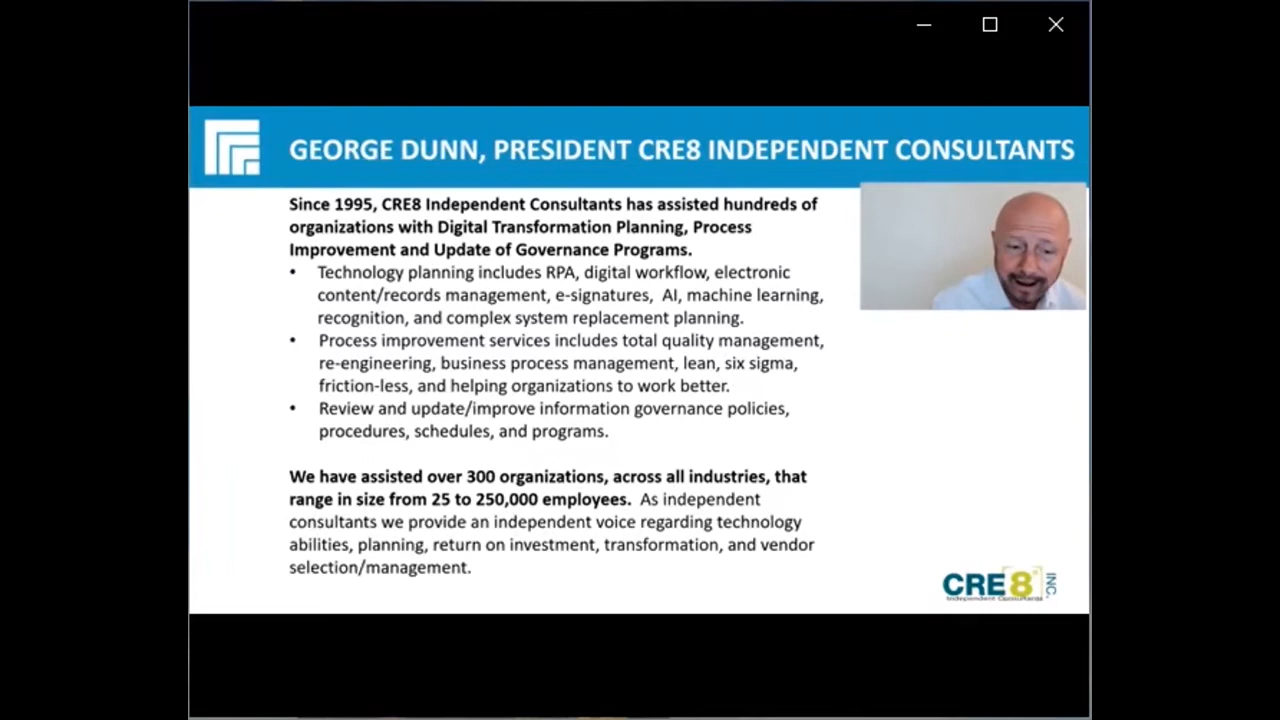 GEORGE DUNN, PRESIDENT CRE8 INDEPENDENT CONSULTANTS
Since 1995, CRE8 Independent Consultants has assisted hundreds of
organizations with Digital Transformation Planning, Process
Improvement and Update of Governance Programs.
• Technology planning includes RPA, digital workflow, electronic
content/records management, e-signatures, AI, machine learning,
recognition, and complex system replacement planning.
• Process improvement services includes total quality management,
re-engineering, business process management, lean, six sigma,
friction-less, and helping organizations to work better.
• Review and update/improve information governance policies,
procedures, schedules, and programs.
We have assisted over 300 organizations, across all industries, that
range in size from 25 to 250,000 employees. As independent
consultants we provide an independent voice regarding technology
abilities, planning, return on investment, transformation, and vendor
selection/management.
CRE8 INC.
Independent Consultants